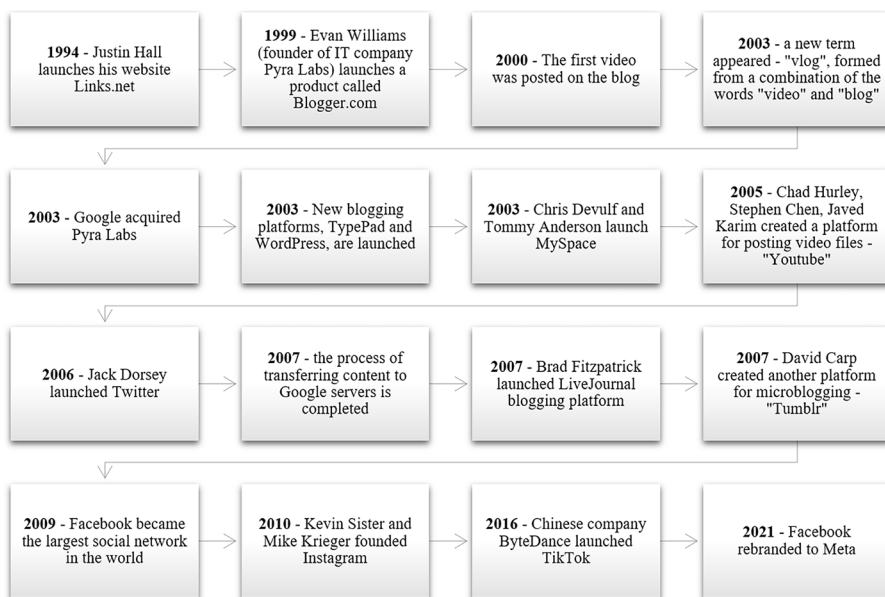 1994 - Justin Hall
launches his website
Links.net
1999 - Evan Williams
(founder of IT company
Pyra Labs) launches a
product called
Blogger.com
2000 - The first video
was posted on the blog
2003 - a new term
appeared - "vlog", formed
from a combination of the
words "video" and "blog"
2003 - Google acquired
Pyra Labs
2003 - New blogging
platforms, TypePad and
WordPress, are launched
2003 - Chris Devulf and
Tommy Anderson launch
MySpace
2005 - Chad Hurley,
Stephen Chen, Javed
Karim created a platform
for posting video files -
"Youtube"
2006 - Jack Dorsey
launched Twitter
2007 - the process of
transferring content to
Google servers is
completed
2007 - Brad Fitzpatrick
launched LiveJournal
blogging platform
2007 - David Carp
created another platform
for microblogging -
"Tumblr"
2009 - Facebook became
the largest social network
in the world
2010 - Kevin Sister and
Mike Krieger founded
Instagram
2016 - Chinese company
ByteDance launched
TikTok
2021 - Facebook
rebranded to Meta